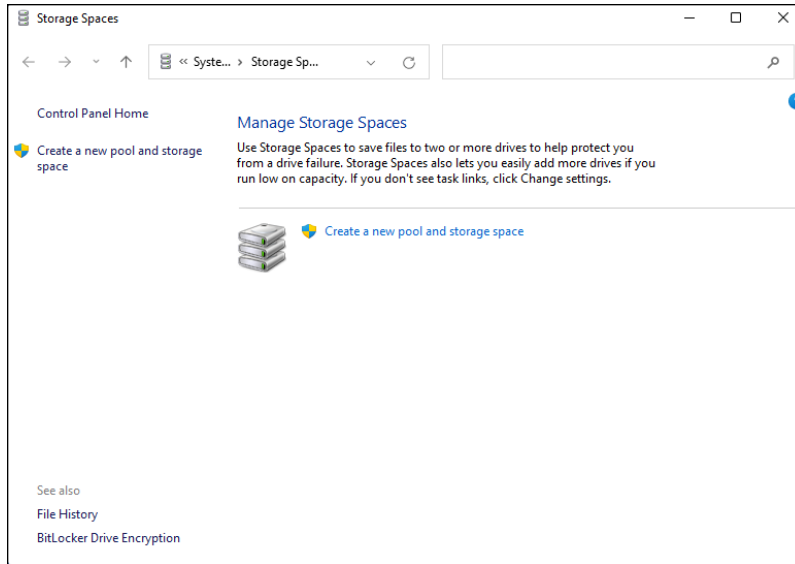 Storage Spaces
« Syste... › Storage Sp...
Control Panel Home
Create a new pool and storage
space
Manage Storage Spaces
Use Storage Spaces to save files to two or more drives to help protect you
from a drive failure. Storage Spaces also lets you easily add more drives if you
run low on capacity. If you don't see task links, click Change settings.
Create a new pool and storage space
See also
File History
BitLocker Drive Encryption